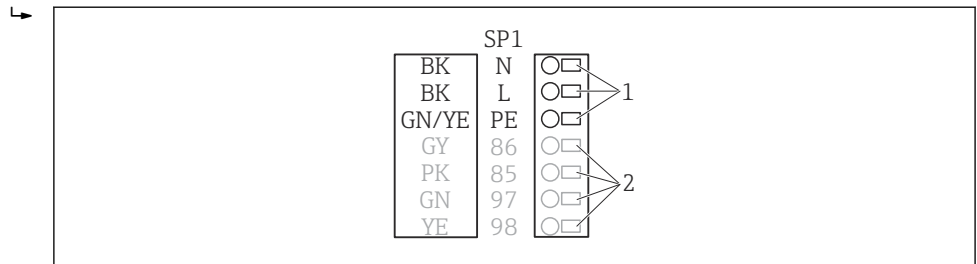 SP1
BK N
BK L 1
GN/YE PE
GY 86
PK 85 2
GN 97
YE 98